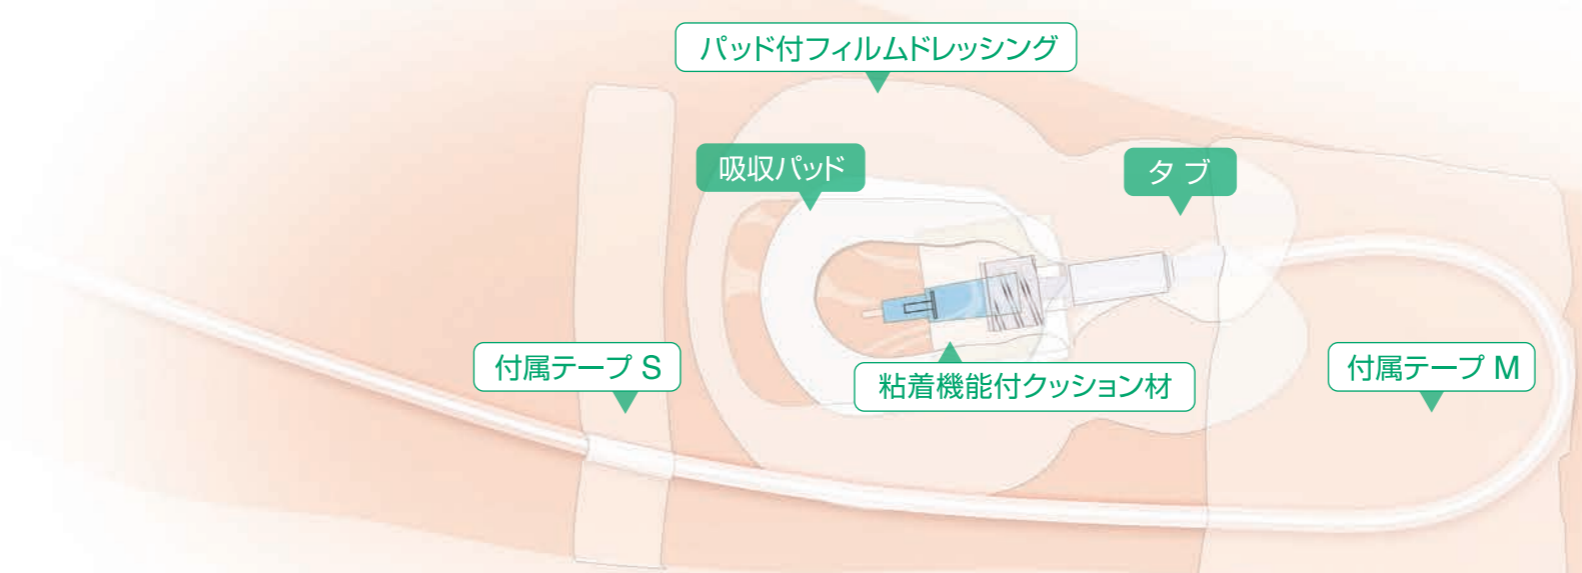 パッド付フィルムドレッシング
吸収パッド
タブ
付属テープ S
粘着機能付クッション材
付属テープ M